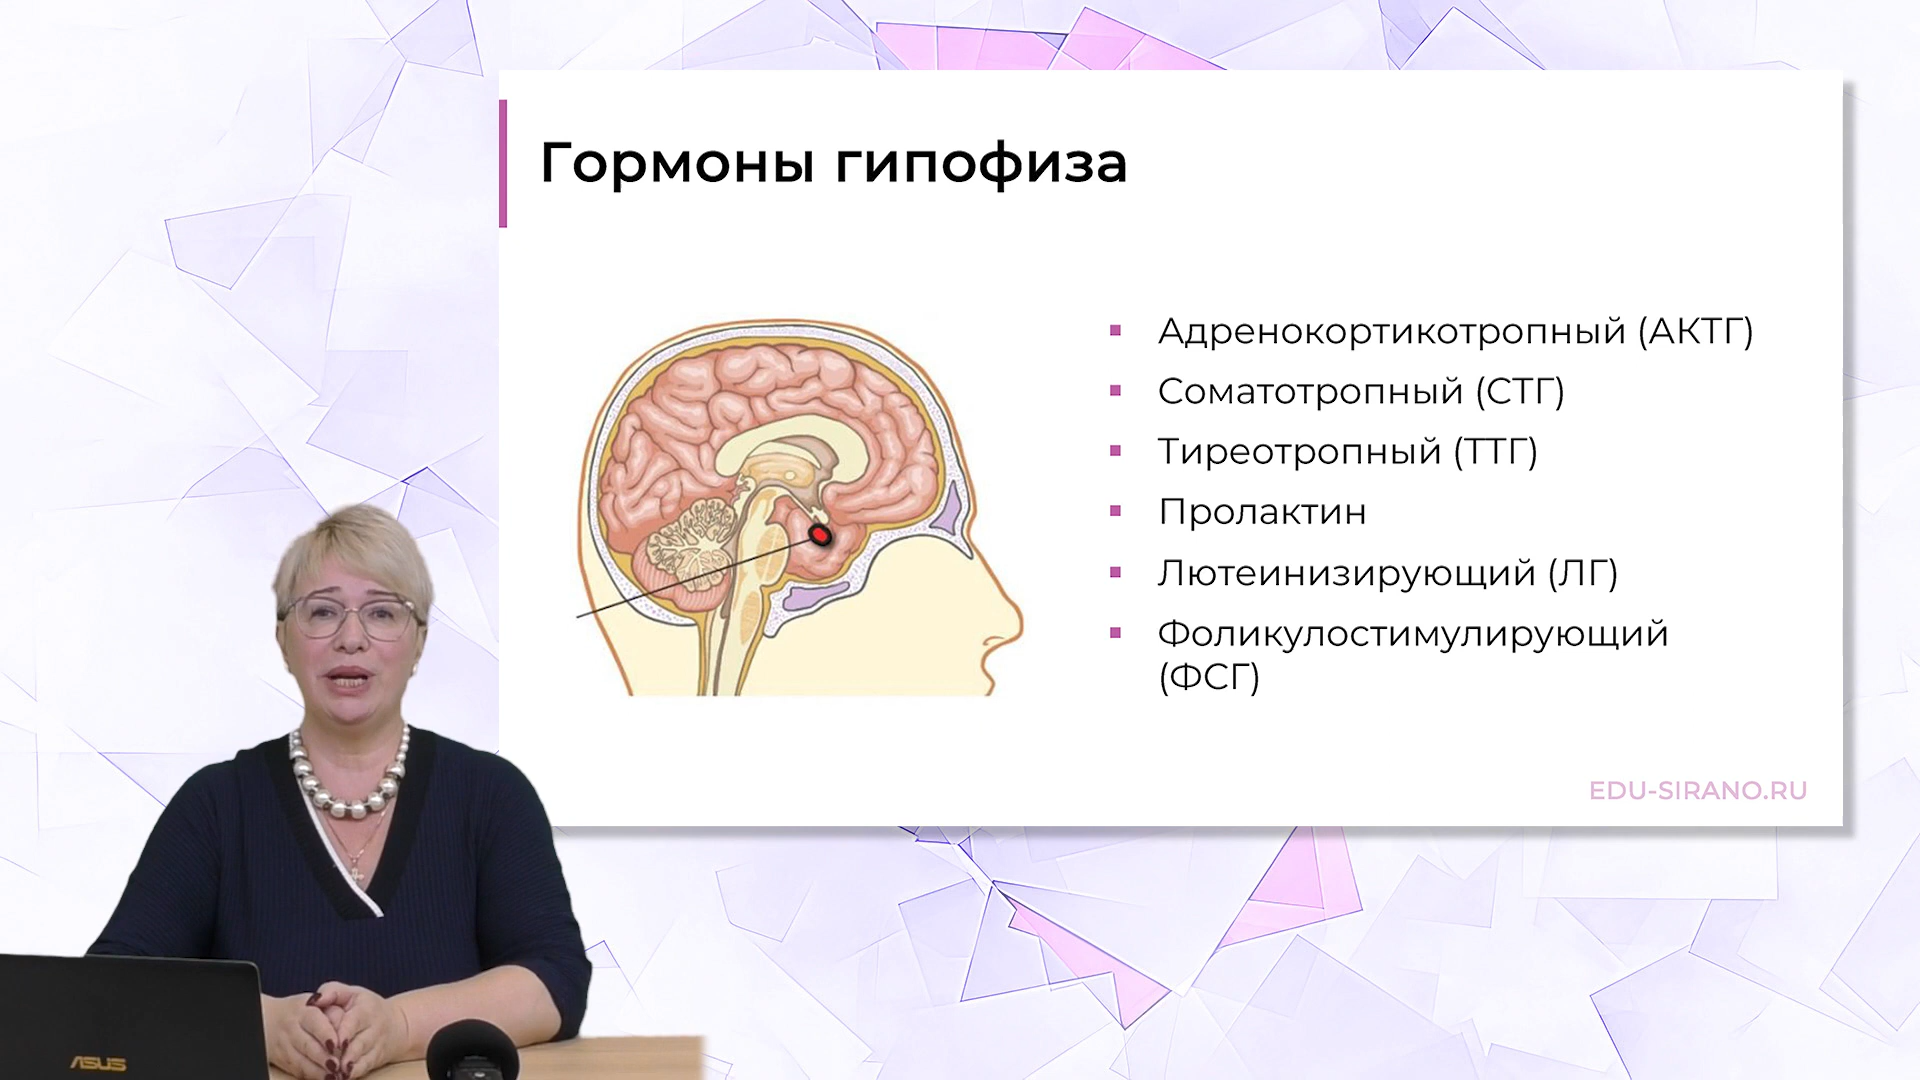 Гормоны гипофиза
Адренокортикотропный (АКТГ)
Соматотропный (СТГ)
Тиреотропный (ТТГ)
Пролактин
Лютеинизирующий (ЛГ)
Фоликулостимулирующий
(ФСГ)
EDU-SIRANO.RU
ASUS